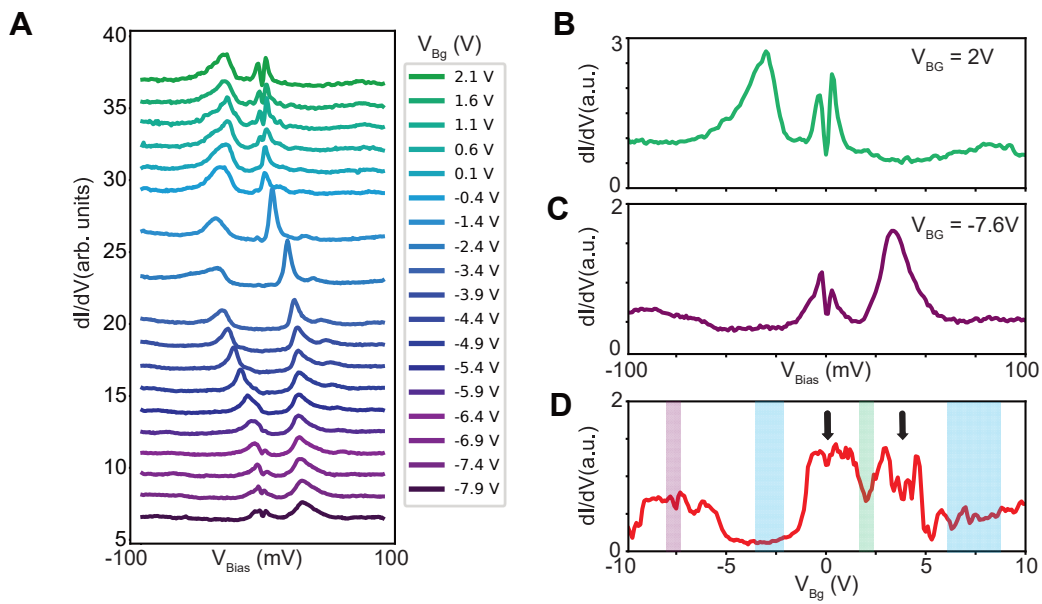 A
40
35
30
25
20
15
10
5
dI/dV(arb. units)
-100
V_Bias (mV)
100
V_Bg (V)
2.1 V
1.6 V
1.1 V
0.6 V
0.1 V
-0.4 V
-1.4 V
-2.4 V
-3.4 V
-3.9 V
-4.4 V
-4.9 V
-5.4 V
-5.9 V
-6.4 V
-6.9 V
-7.4 V
-7.9 V
B
3
0
dI/dV(a.u.)
V_BG = 2V
C
2
0
dI/dV(a.u.)
V_BG = -7.6V
-100
V_Bias (mV)
100
D
2
1
0
dI/dV(a.u.)
-10
-5
0
5
10
V_Bg (V)